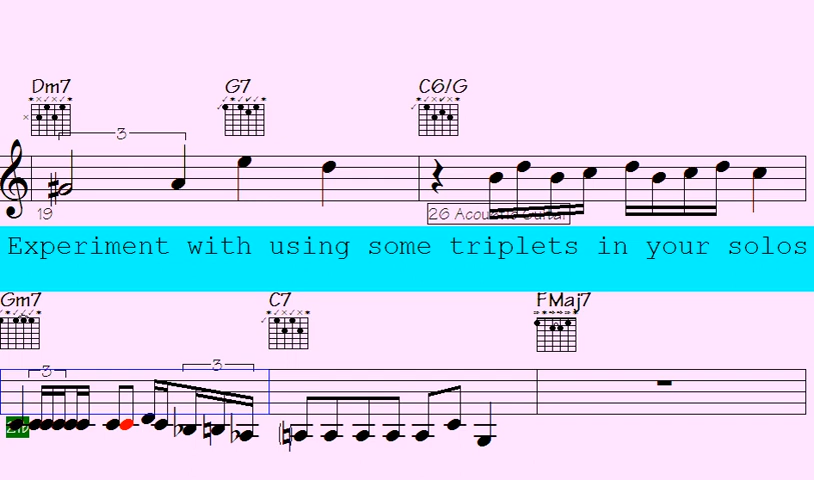 Dm7 G7 C6/G
3
19
26 Acoustic Guitar
Experiment with using some triplets in your solos
Gm7 C7 FMaj7
3 3